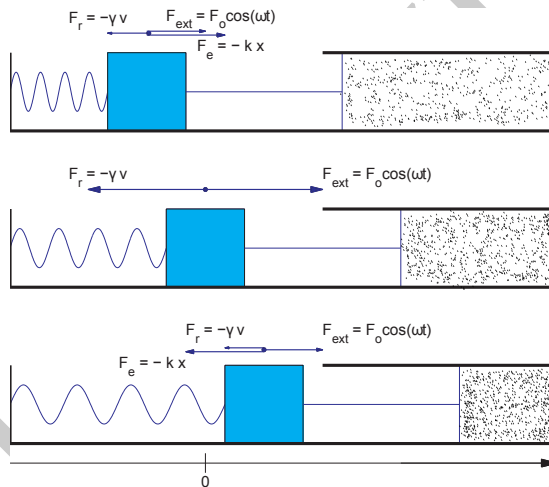 F_r = −γ v
F_ext = F_o cos(ωt)
F_e = − k x
F_r = −γ v
F_ext = F_o cos(ωt)
F_r = −γ v
F_ext = F_o cos(ωt)
F_e = − k x
0